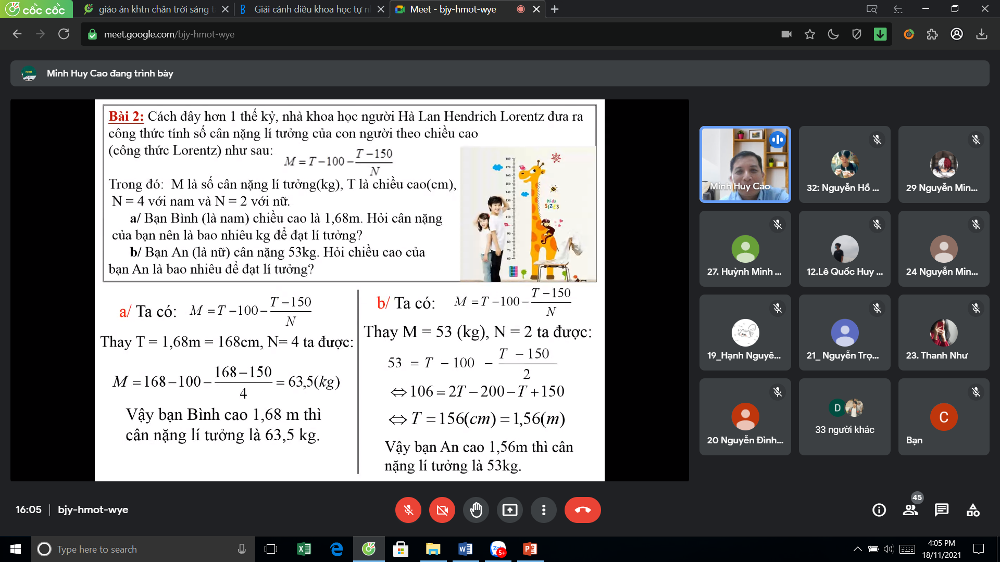 cốc cốc
giáo án khtn chân trời sáng t
Giải cánh diều khoa học tự n
Meet - bjy-hmot-wye
meet.google.com/bjy-hmot-wye
Minh Huy Cao đang trình bày
Bài 2: Cách đây hơn 1 thế kỷ, nhà khoa học người Hà Lan Hendrich Lorentz đưa ra
công thức tính số cân nặng lí tưởng của con người theo chiều cao
(công thức Lorentz) như sau: M = T − 100 − (T − 150)/N
Trong đó: M là số cân nặng lí tưởng(kg), T là chiều cao(cm),
N = 4 với nam và N = 2 với nữ.
a/ Bạn Bình (là nam) chiều cao là 1,68m. Hỏi cân nặng
của bạn nên là bao nhiêu kg để đạt lí tưởng?
b/ Bạn An (là nữ) cân nặng 53kg. Hỏi chiều cao của
bạn An là bao nhiêu để đạt lí tưởng?
180
170
160
150
140
130
110
90
80
70
60
Kids
SIZES
a/ Ta có: M = T − 100 − (T − 150)/N
Thay T = 1,68m = 168cm, N= 4 ta được:
M = 168 − 100 − (168 − 150)/4 = 63,5(kg)
Vậy bạn Bình cao 1,68 m thì
cân nặng lí tưởng là 63,5 kg.
b/ Ta có: M = T − 100 − (T − 150)/N
Thay M = 53 (kg), N = 2 ta được:
53 = T − 100 − (T − 150)/2
⇔ 106 = 2T − 200 − T + 150
⇔ T = 156(cm) = 1,56(m)
Vậy bạn An cao 1,56m thì cân
nặng lí tưởng là 53kg.
Minh Huy Cao
32: Nguyễn Hồ ...
29 Nguyễn Min...
27. Huỳnh Minh ...
12.Lê Quốc Huy ...
24 Nguyễn Min...
19_Hạnh Nguyê...
21_ Nguyễn Trọ...
23. Thanh Như
20 Nguyễn Đình...
D
33 người khác
C
Bạn
16:05 | bjy-hmot-wye
45
Type here to search
5+
4:05 PM
18/11/2021